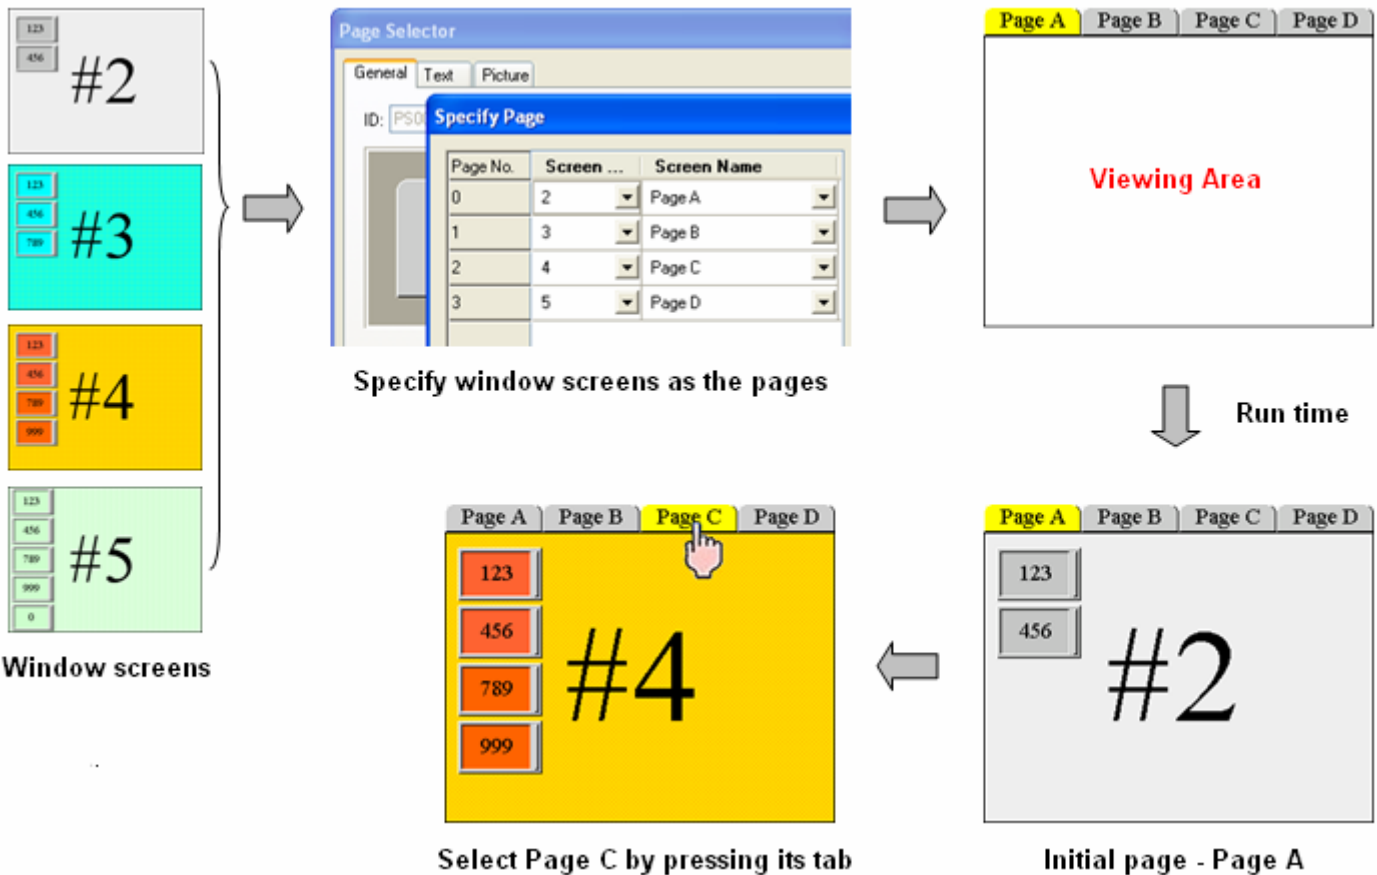 123
456
#2
123
456
789
#3
123
456
789
999
#4
123
456
789
999
0
#5
Window screens
Page Selector
General Text Picture
ID: PS0
Specify Page
Page No. Screen ... Screen Name
0 2 Page A
1 3 Page B
2 4 Page C
3 5 Page D
Specify window screens as the pages
Page A Page B Page C Page D
Viewing Area
Run time
Page A Page B Page C Page D
123
456
789
999
#4
Select Page C by pressing its tab
Page A Page B Page C Page D
123
456
#2
Initial page - Page A